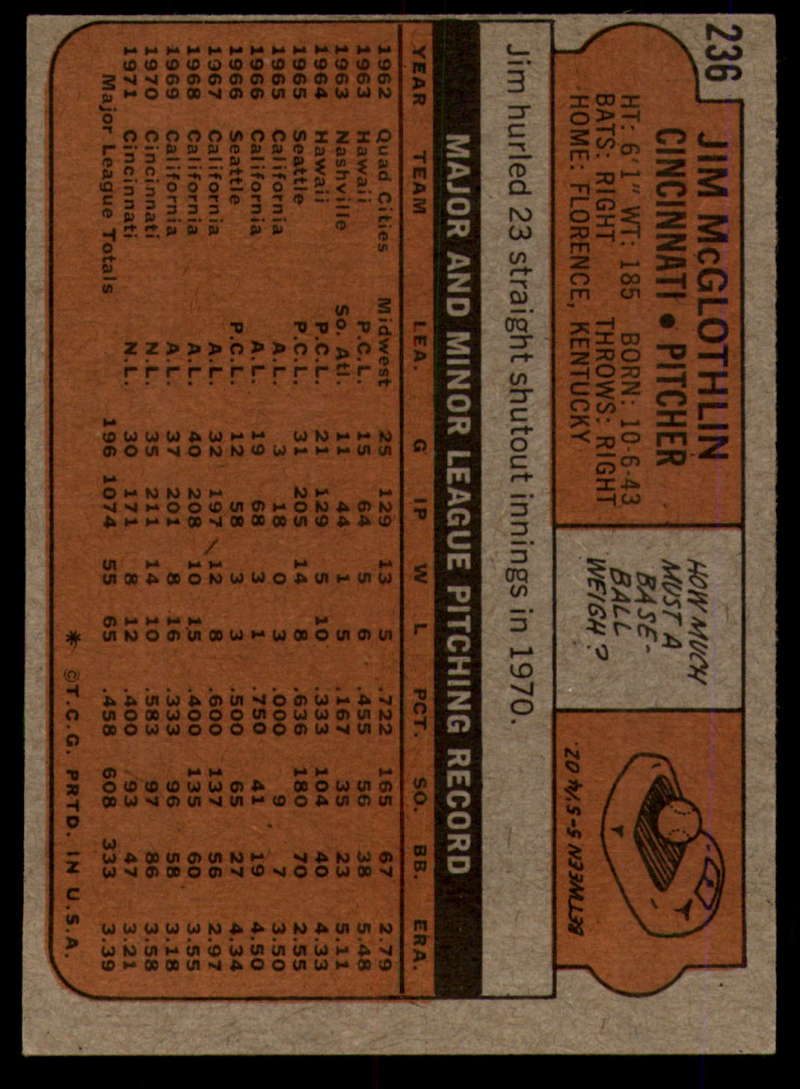 236
JIM McGLOTHLIN
CINCINNATI • PITCHER
HT: 6'1" WT: 185 BORN: 10-6-43
BATS: RIGHT THROWS: RIGHT
HOME: FLORENCE, KENTUCKY
HOW MUCH
MUST A
BASE-
BALL
WEIGH?
BETWEEN 5-5¼ OZ.
Jim hurled 23 straight shutout innings in 1970.
MAJOR AND MINOR LEAGUE PITCHING RECORD
YEAR TEAM LEA. G IP W L PCT. SO. BB. ERA.
1962 Quad Cities Midwest 25 129 13 5 .722 165 67 2.79
1963 Hawaii P.C.L. 15 64 5 6 .455 56 38 5.48
1963 Nashville So. Atl. 11 44 1 5 .167 35 23 5.11
1964 Hawaii P.C.L. 21 129 5 10 .333 104 40 4.33
1965 Seattle P.C.L. 31 205 14 8 .636 180 70 2.55
1965 California A.L. 3 18 0 3 .000 9 7 3.50
1966 California A.L. 19 68 3 1 .750 41 19 4.50
1966 Seattle P.C.L. 12 58 3 3 .500 65 27 4.34
1967 California A.L. 32 197 12 8 .600 137 56 2.97
1968 California A.L. 40 208 10 15 .400 135 60 3.55
1969 California A.L. 37 201 8 16 .333 96 58 3.18
1970 Cincinnati N.L. 35 211 14 10 .583 97 86 3.58
1971 Cincinnati N.L. 30 171 8 12 .400 93 47 3.21
Major League Totals 196 1074 55 65 .458 608 333 3.39
* © T.C.G. PRTD. IN U.S.A.